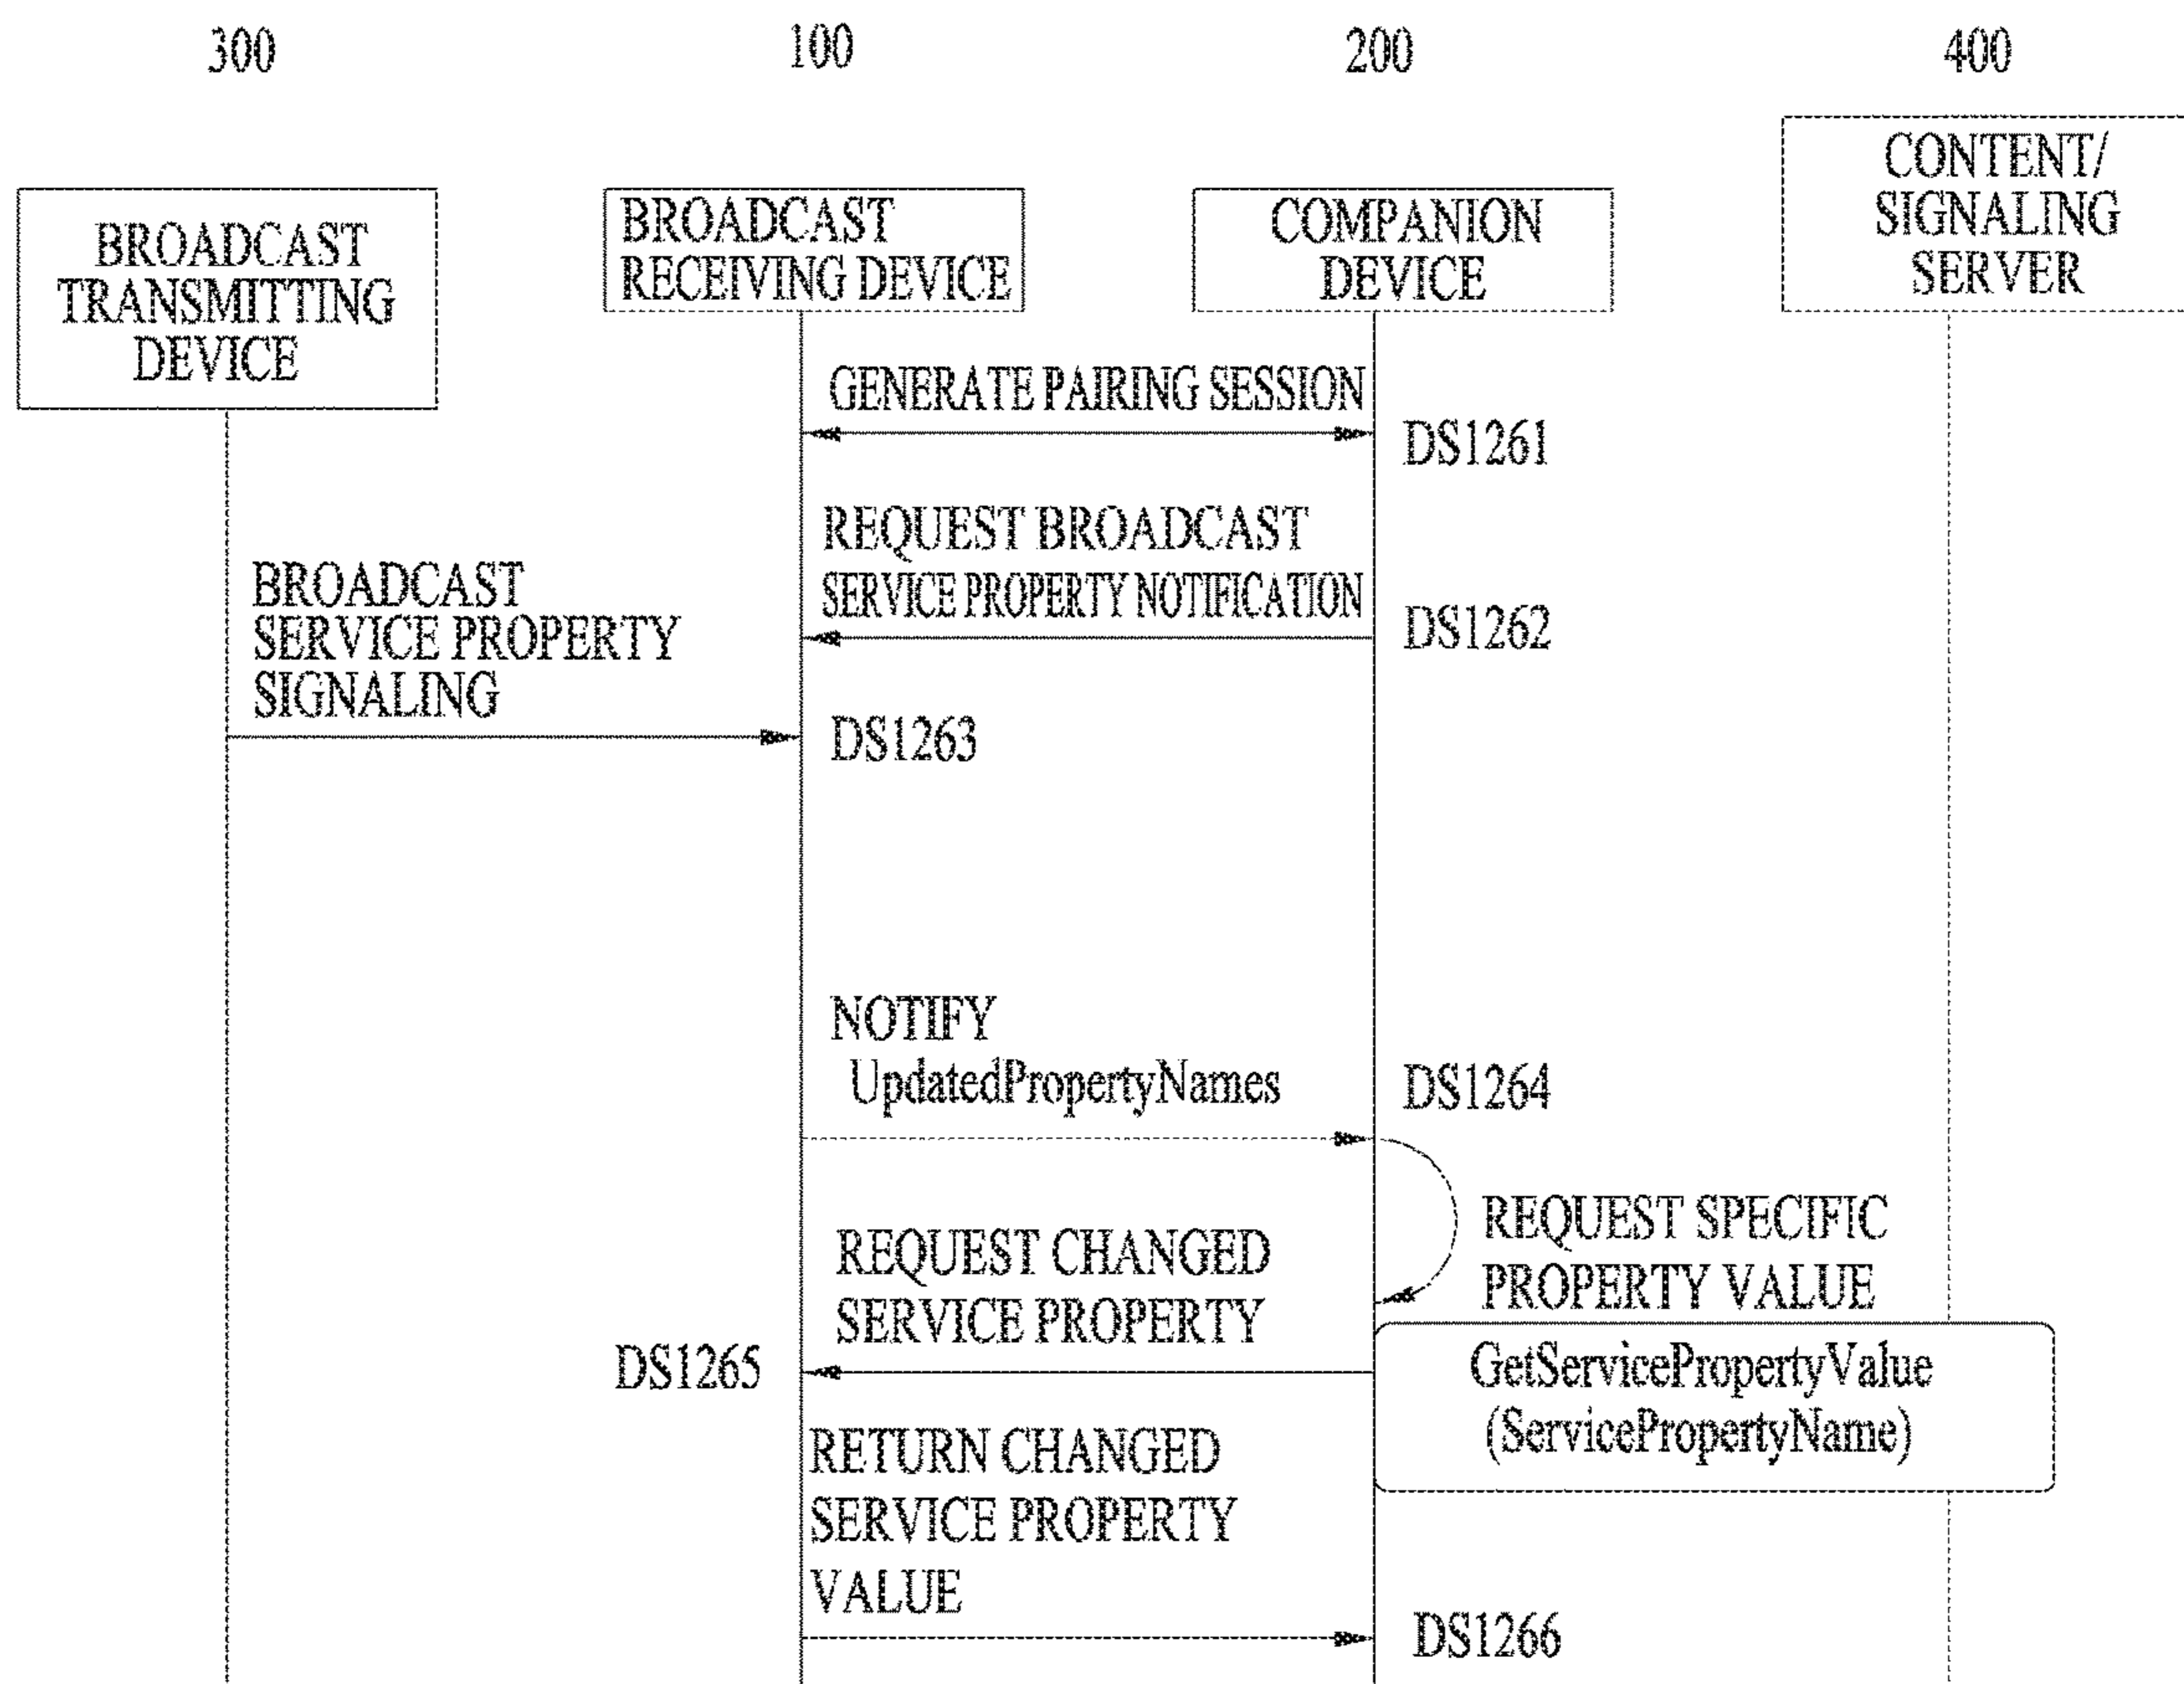 300
100
200
400
BROADCAST
TRANSMITTING
DEVICE
BROADCAST
RECEIVING DEVICE
COMPANION
DEVICE
CONTENT/
SIGNALING
SERVER
GENERATE PAIRING SESSION
DS1261
REQUEST BROADCAST
SERVICE PROPERTY NOTIFICATION
DS1262
BROADCAST
SERVICE PROPERTY
SIGNALING
DS1263
NOTIFY
UpdatedPropertyNames
DS1264
REQUEST SPECIFIC
PROPERTY VALUE
REQUEST CHANGED
SERVICE PROPERTY
DS1265
GetServicePropertyValue
(ServicePropertyName)
RETURN CHANGED
SERVICE PROPERTY
VALUE
DS1266